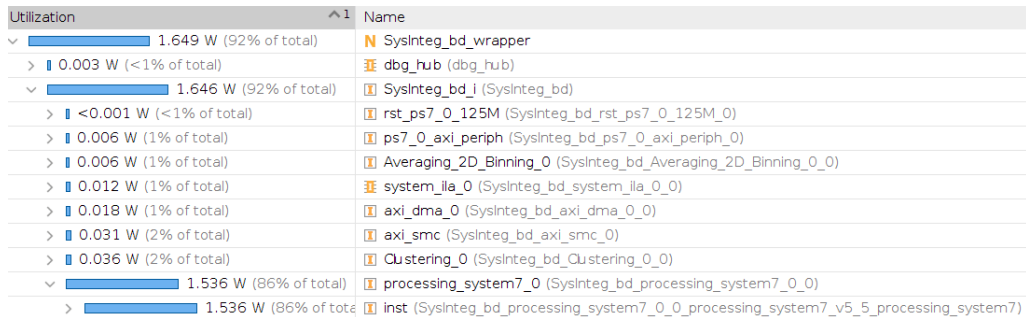 Utilization 1 Name
1.649 W (92% of total) N SysInteg_bd_wrapper
0.003 W (<1% of total) dbg_hub (dbg_hub)
1.646 W (92% of total) I SysInteg_bd_i (SysInteg_bd)
<0.001 W (<1% of total) I rst_ps7_0_125M (SysInteg_bd_rst_ps7_0_125M_0)
0.006 W (1% of total) I ps7_0_axi_periph (SysInteg_bd_ps7_0_axi_periph_0)
0.006 W (1% of total) I Averaging_2D_Binning_0 (SysInteg_bd_Averaging_2D_Binning_0_0)
0.012 W (1% of total) system_ila_0 (SysInteg_bd_system_ila_0_0)
0.018 W (1% of total) I axi_dma_0 (SysInteg_bd_axi_dma_0_0)
0.031 W (2% of total) I axi_smc (SysInteg_bd_axi_smc_0)
0.036 W (2% of total) I Clustering_0 (SysInteg_bd_Clustering_0_0)
1.536 W (86% of total) I processing_system7_0 (SysInteg_bd_processing_system7_0_0)
1.536 W (86% of tota I inst (SysInteg_bd_processing_system7_0_0_processing_system7_v5_5_processing_system7)